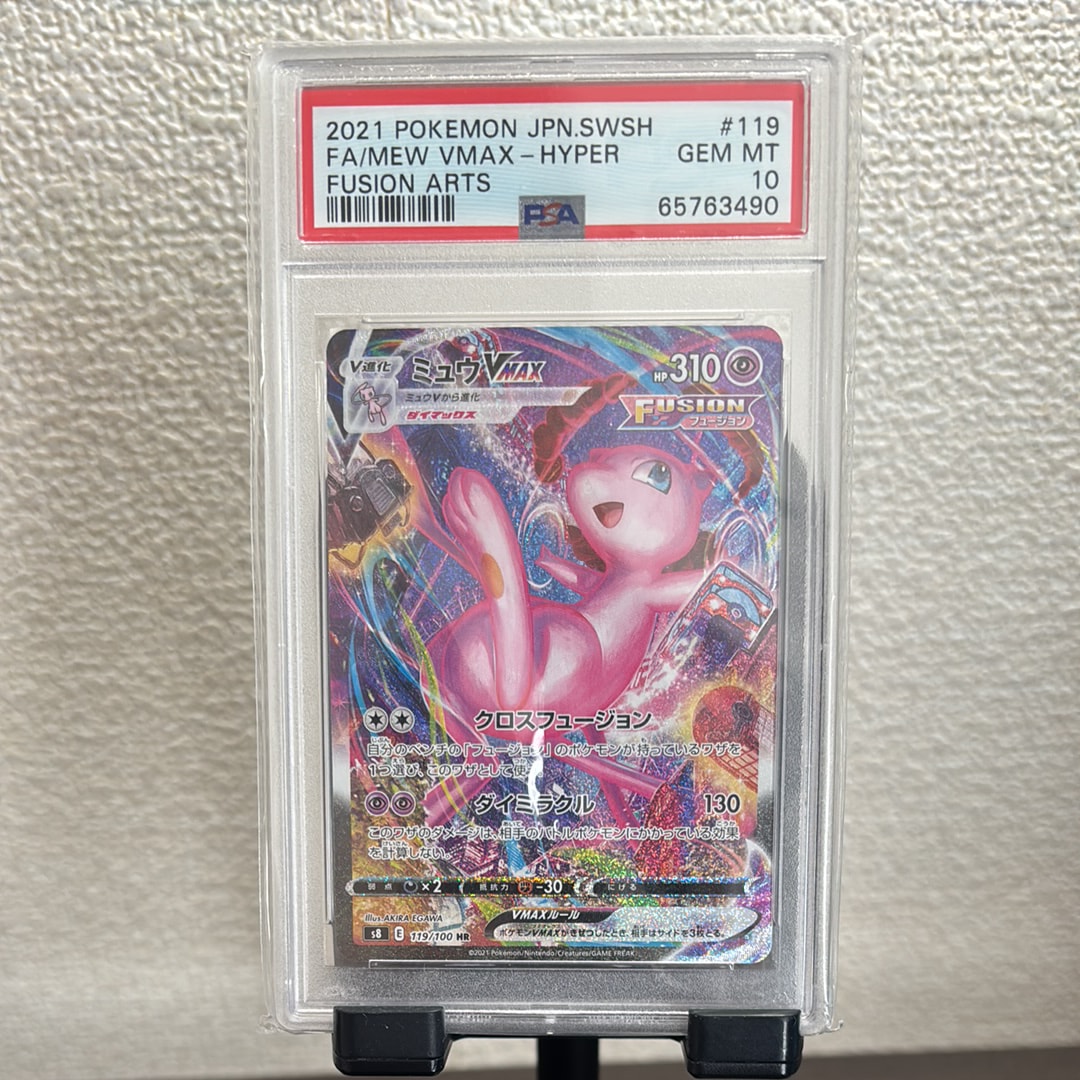 2021 POKEMON JPN.SWSH #119
FA/MEW VMAX-HYPER GEM MT
FUSION ARTS 10
PSA 65763490
V進化 ミュウVMAX HP310
ミュウVから進化
ダイマックス
FUSION
フュージョン
クロスフュージョン
自分のベンチの「フュージョン」のポケモンが持っているワザを
1つ選び、このワザとして使
ダイミラクル 130
このワザのダメージは、相手のバトルポケモンにかかっている効果
を計算しない。
弱点 ×2 抵抗力 -30 にげる
Illus.AKIRA EGAWA
VMAXルール
s8 E 119/100 HR
ポケモンVMAXがきぜつしたとき、相手はサイドを3枚とる。
©2021 Pokémon/Nintendo/Creatures/GAME FREAK.